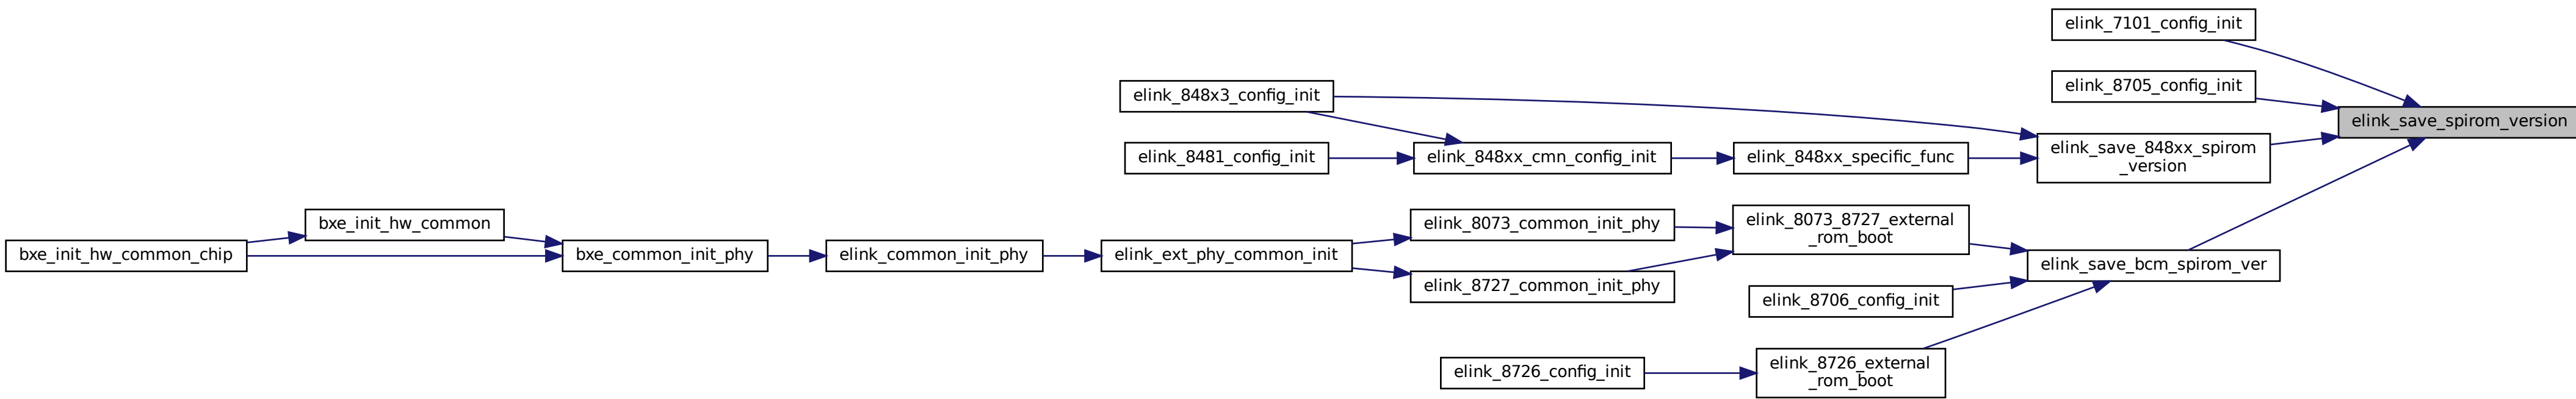 elink_7101_config_init
elink_8705_config_init
elink_848x3_config_init
elink_save_spirom_version
elink_8481_config_init
elink_848xx_cmn_config_init
elink_848xx_specific_func
elink_save_848xx_spirom
_version
bxe_init_hw_common
elink_8073_common_init_phy
elink_8073_8727_external
_rom_boot
bxe_init_hw_common_chip
bxe_common_init_phy
elink_common_init_phy
elink_ext_phy_common_init
elink_save_bcm_spirom_ver
elink_8727_common_init_phy
elink_8706_config_init
elink_8726_config_init
elink_8726_external
_rom_boot